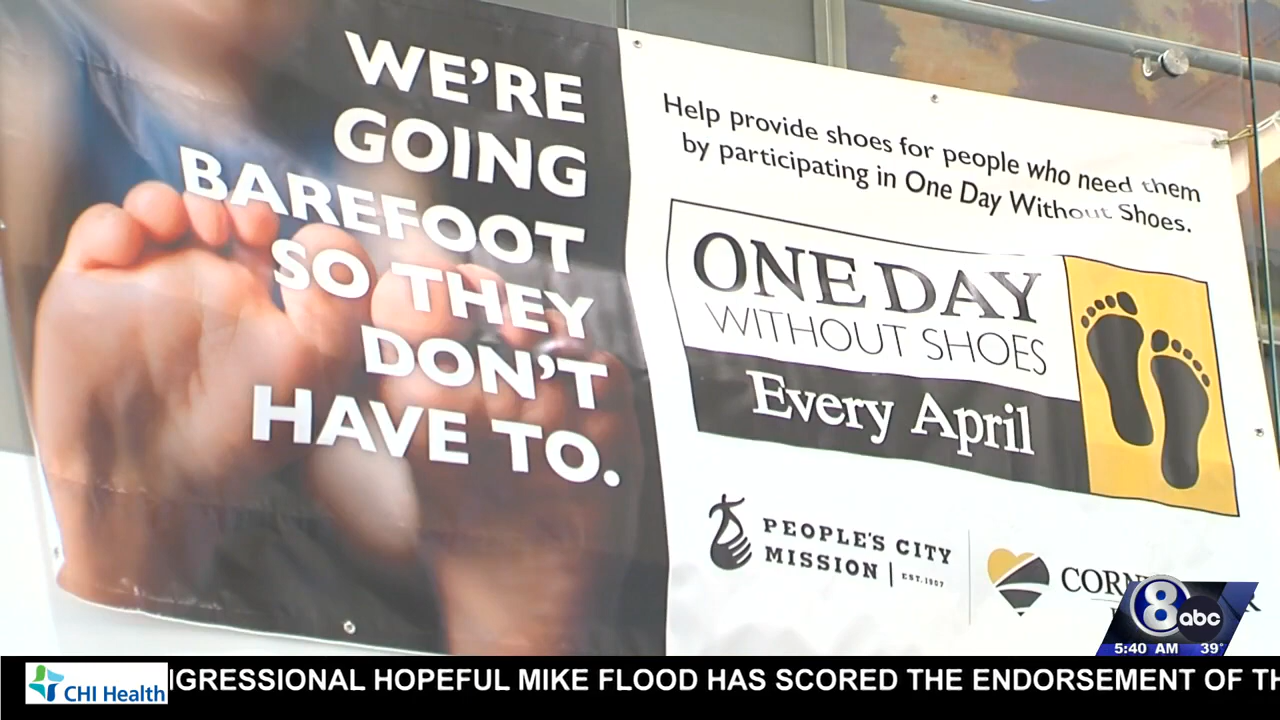 WE'RE
GOING
BAREFOOT
SO THEY
DON'T
HAVE TO.
Help provide shoes for people who need them
by participating in One Day Without Shoes.
ONE DAY
WITHOUT SHOES
Every April
PEOPLE'S CITY
MISSION | EST. 1907
8 abc
5:40 AM 39°
CHI Health
NGRESSIONAL HOPEFUL MIKE FLOOD HAS SCORED THE ENDORSEMENT OF TH